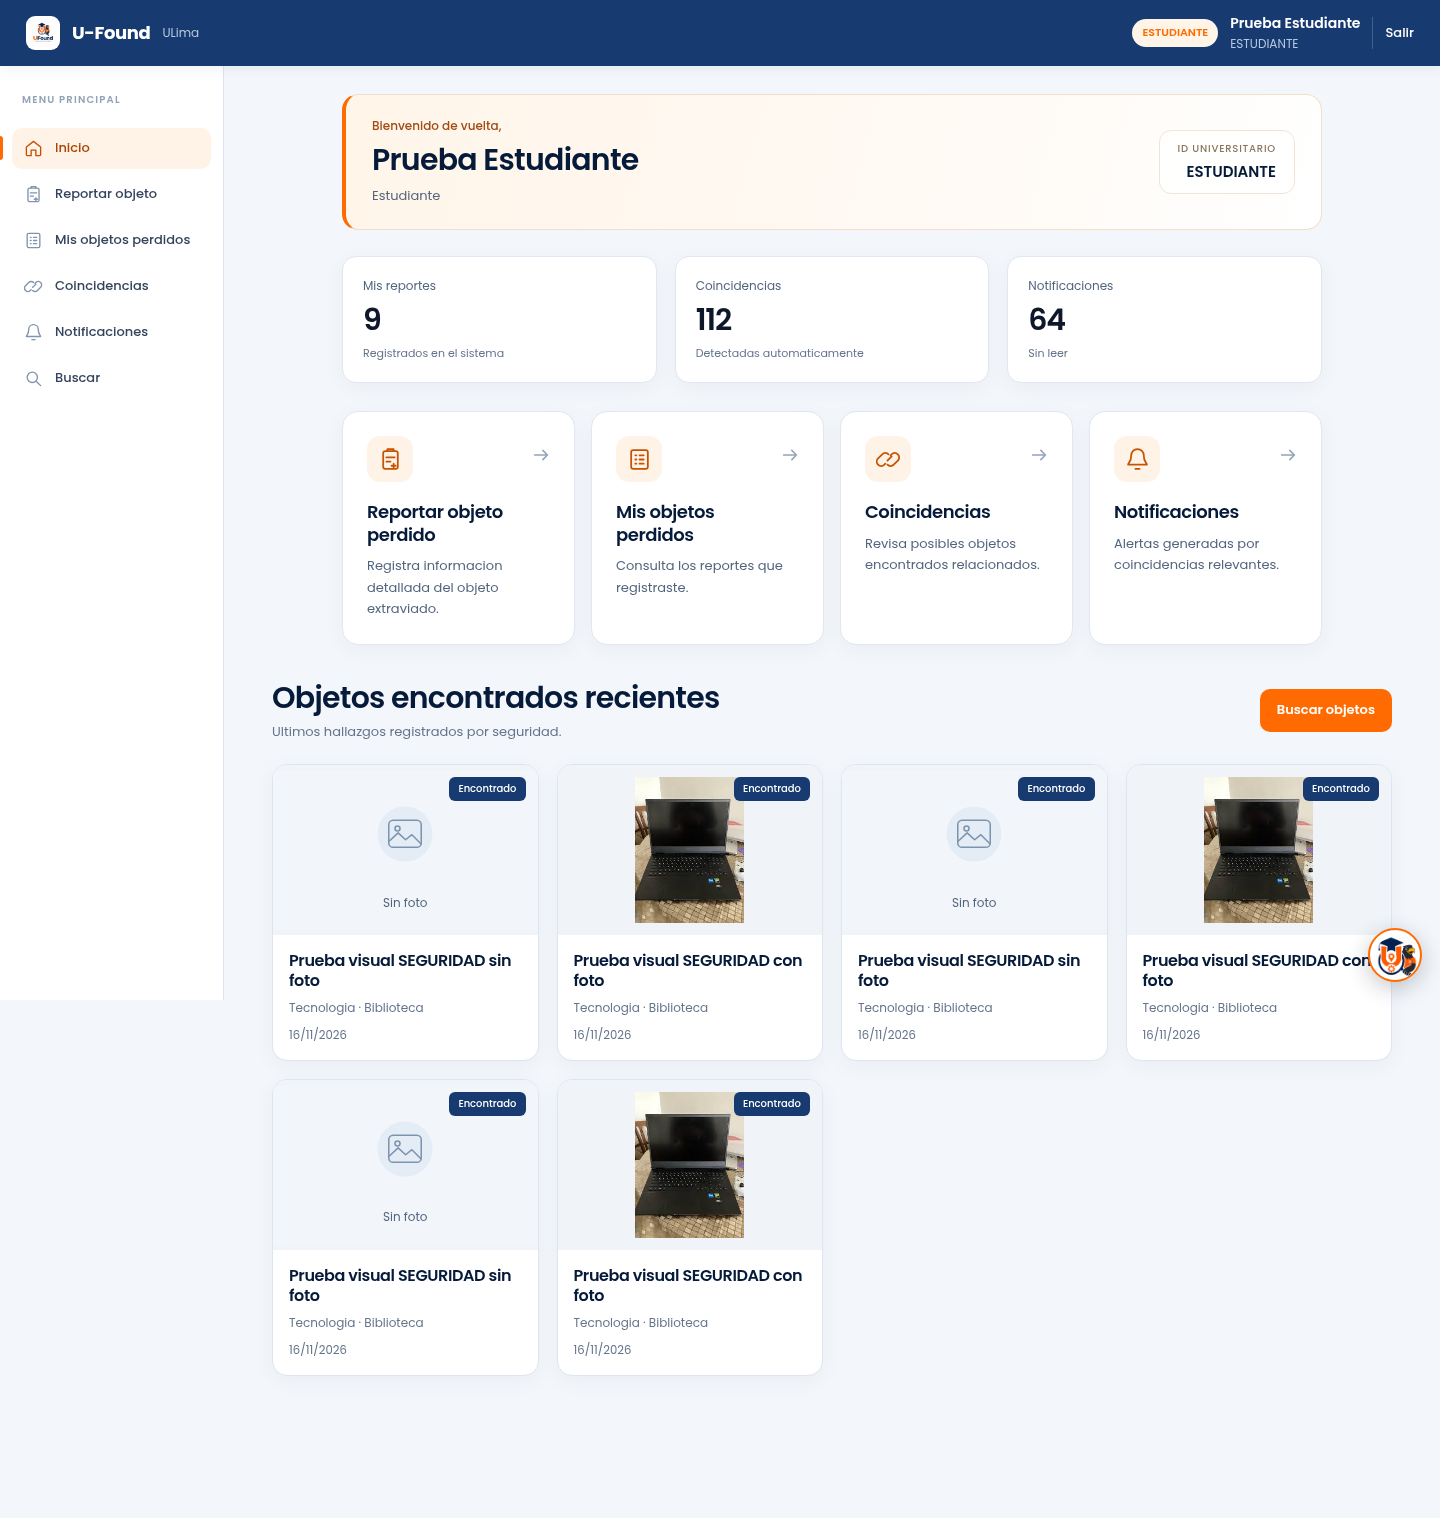 UFound
U-Found ULima
ESTUDIANTE
Prueba Estudiante
ESTUDIANTE
Salir
MENU PRINCIPAL
Inicio
Reportar objeto
Mis objetos perdidos
Coincidencias
Notificaciones
Buscar
Bienvenido de vuelta,
Prueba Estudiante
Estudiante
ID UNIVERSITARIO
ESTUDIANTE
Mis reportes
9
Registrados en el sistema
Coincidencias
112
Detectadas automaticamente
Notificaciones
64
Sin leer
Reportar objeto
perdido
Registra informacion
detallada del objeto
extraviado.
Mis objetos
perdidos
Consulta los reportes que
registraste.
Coincidencias
Revisa posibles objetos
encontrados relacionados.
Notificaciones
Alertas generadas por
coincidencias relevantes.
Objetos encontrados recientes
Ultimos hallazgos registrados por seguridad.
Buscar objetos
Encontrado
Sin foto
Prueba visual SEGURIDAD sin
foto
Tecnologia · Biblioteca
16/11/2026
Encontrado
Prueba visual SEGURIDAD con
foto
Tecnologia · Biblioteca
16/11/2026
Encontrado
Sin foto
Prueba visual SEGURIDAD sin
foto
Tecnologia · Biblioteca
16/11/2026
Encontrado
Prueba visual SEGURIDAD con
foto
Tecnologia · Biblioteca
16/11/2026
Encontrado
Sin foto
Prueba visual SEGURIDAD sin
foto
Tecnologia · Biblioteca
16/11/2026
Encontrado
Prueba visual SEGURIDAD con
foto
Tecnologia · Biblioteca
16/11/2026